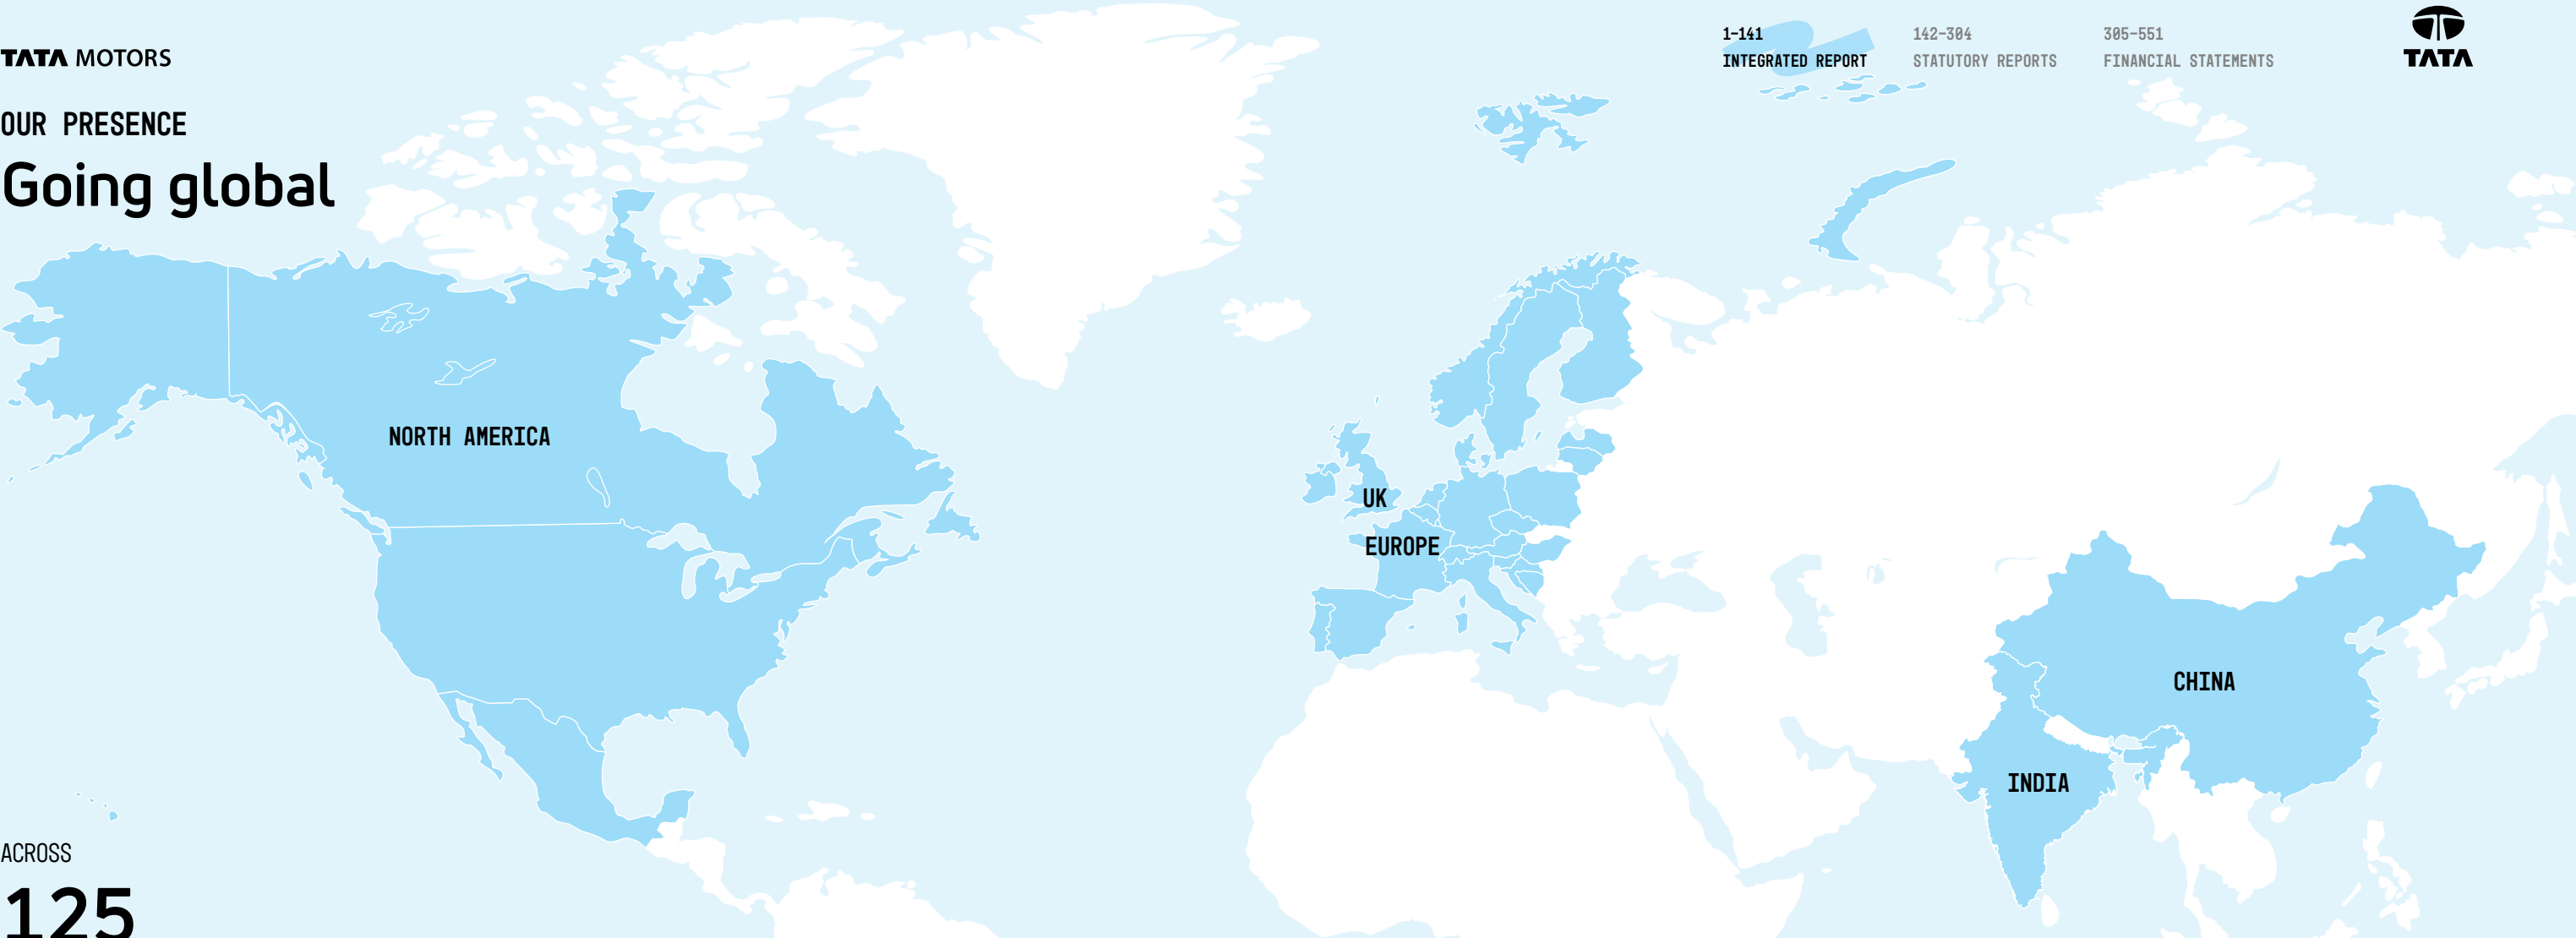 TATA MOTORS
1-141
INTEGRATED REPORT
142-304
STATUTORY REPORTS
305-551
FINANCIAL STATEMENTS
TATA
OUR PRESENCE
Going global
NORTH AMERICA
UK
EUROPE
CHINA
INDIA
ACROSS
125